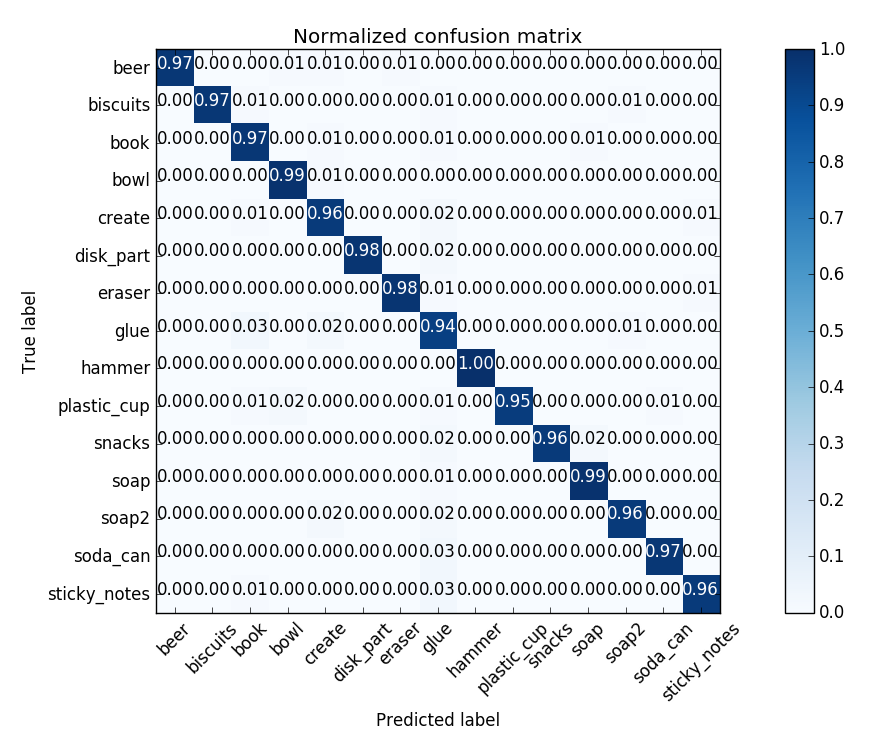 Normalized confusion matrix
beer 0.97 0.00 0.00 0.01 0.01 0.00 0.01 0.00 0.00 0.00 0.00 0.00 0.00 0.00 0.00
biscuits 0.00 0.97 0.01 0.00 0.00 0.00 0.00 0.01 0.00 0.00 0.00 0.00 0.01 0.00 0.00
book 0.00 0.00 0.97 0.00 0.01 0.00 0.00 0.01 0.00 0.00 0.00 0.01 0.00 0.00 0.00
bowl 0.00 0.00 0.00 0.99 0.01 0.00 0.00 0.00 0.00 0.00 0.00 0.00 0.00 0.00 0.00
create 0.00 0.00 0.01 0.00 0.96 0.00 0.00 0.02 0.00 0.00 0.00 0.00 0.00 0.00 0.01
disk_part 0.00 0.00 0.00 0.00 0.00 0.98 0.00 0.02 0.00 0.00 0.00 0.00 0.00 0.00 0.00
eraser 0.00 0.00 0.00 0.00 0.00 0.00 0.98 0.01 0.00 0.00 0.00 0.00 0.00 0.00 0.01
glue 0.00 0.00 0.03 0.00 0.02 0.00 0.00 0.94 0.00 0.00 0.00 0.00 0.01 0.00 0.00
hammer 0.00 0.00 0.00 0.00 0.00 0.00 0.00 0.00 1.00 0.00 0.00 0.00 0.00 0.00 0.00
plastic_cup 0.00 0.00 0.01 0.02 0.00 0.00 0.00 0.01 0.00 0.95 0.00 0.00 0.00 0.01 0.00
snacks 0.00 0.00 0.00 0.00 0.00 0.00 0.00 0.02 0.00 0.00 0.96 0.02 0.00 0.00 0.00
soap 0.00 0.00 0.00 0.00 0.00 0.00 0.00 0.01 0.00 0.00 0.00 0.99 0.00 0.00 0.00
soap2 0.00 0.00 0.00 0.00 0.02 0.00 0.00 0.02 0.00 0.00 0.00 0.00 0.96 0.00 0.00
soda_can 0.00 0.00 0.00 0.00 0.00 0.00 0.00 0.03 0.00 0.00 0.00 0.00 0.00 0.97 0.00
sticky_notes 0.00 0.00 0.01 0.00 0.00 0.00 0.00 0.03 0.00 0.00 0.00 0.00 0.00 0.00 0.96
beer biscuits book bowl create disk_part eraser glue hammer plastic_cup snacks soap soap2 soda_can sticky_notes
Predicted label
True label
1.0
0.9
0.8
0.7
0.6
0.5
0.4
0.3
0.2
0.1
0.0